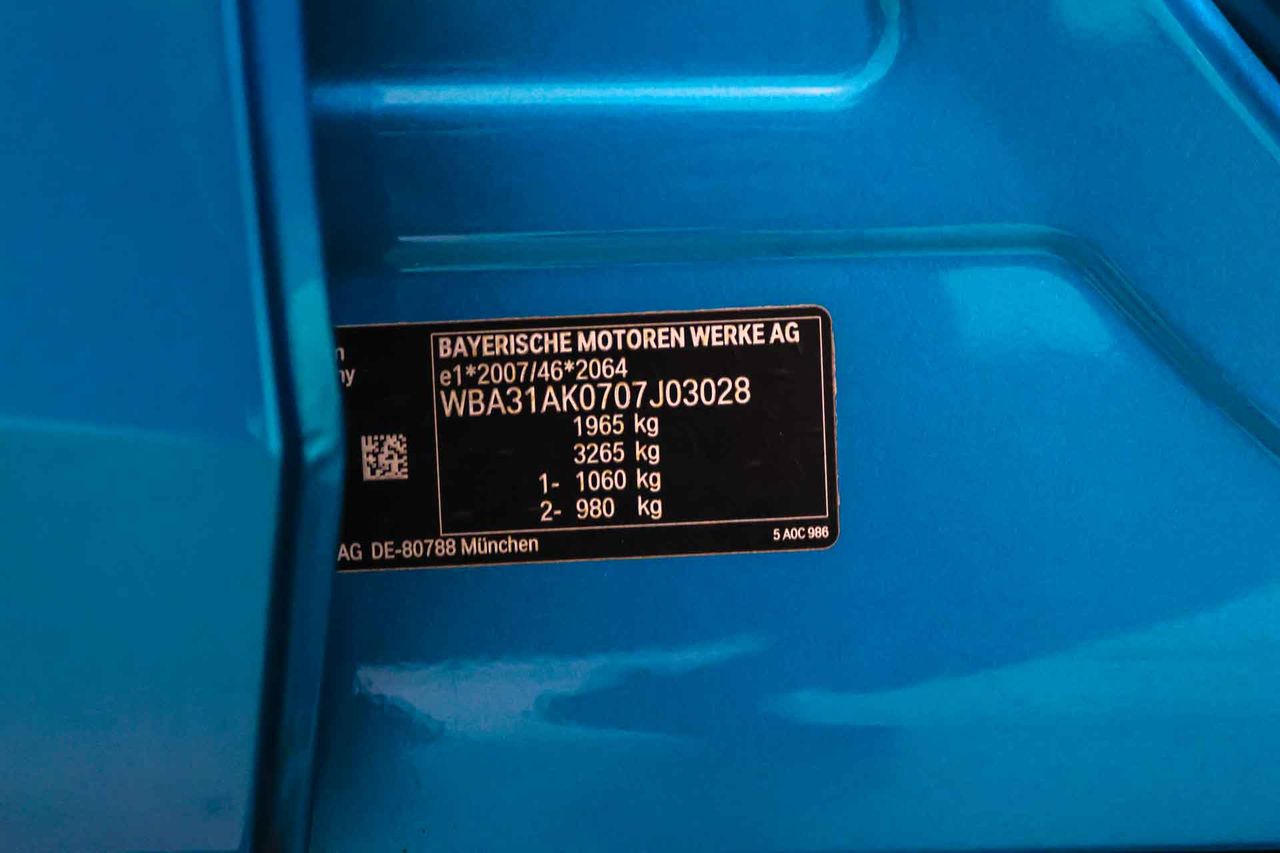 BAYERISCHE MOTOREN WERKE AG
e1*2007/46*2064
WBA31AK0707J03028
1965 kg
3265 kg
1- 1060 kg
2- 980 kg
5 A0C 986
AG DE-80788 München